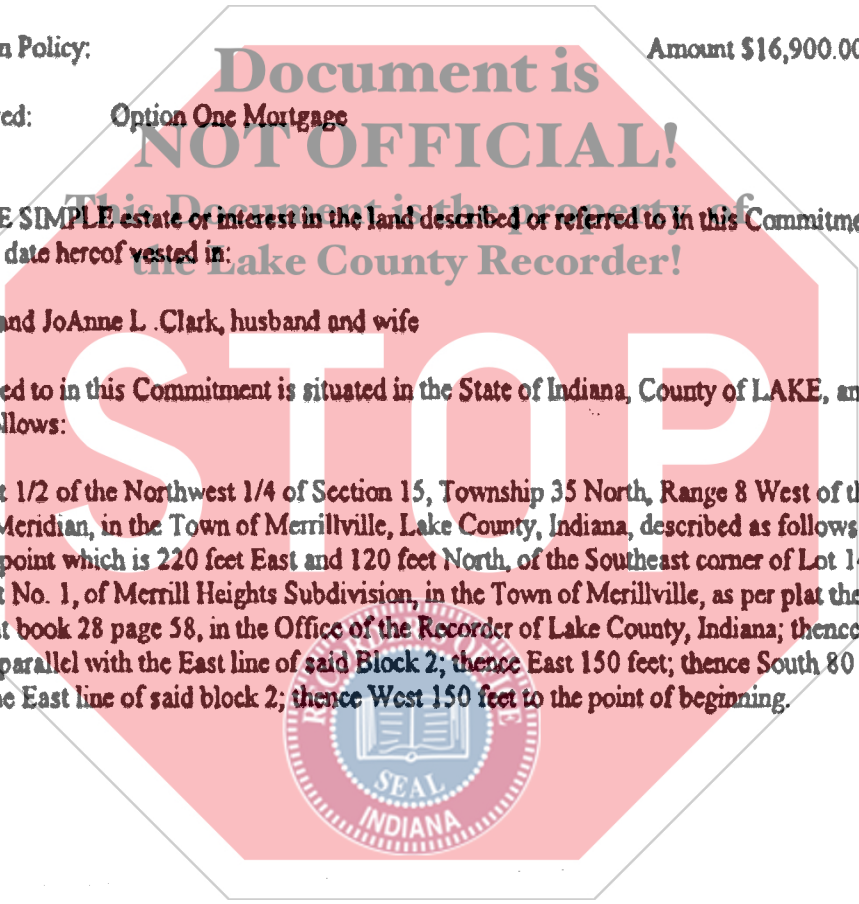 n Policy: Amount $16,900.00
ed: Option One Mortgage
Document is
NOT OFFICIAL!
This Document is the property of
the Lake County Recorder!
E SIMPLE estate or interest in the land described or referred to in this Commitme
date hereof vested in:
and JoAnne L .Clark, husband and wife
ed to in this Commitment is situated in the State of Indiana, County of LAKE, an
llows:
STOP
t 1/2 of the Northwest 1/4 of Section 15, Township 35 North, Range 8 West of th
Meridian, in the Town of Merrillville, Lake County, Indiana, described as follows
point which is 220 feet East and 120 feet North, of the Southeast corner of Lot 1
t No. 1, of Merrill Heights Subdivision, in the Town of Merillville, as per plat the
t book 28 page 58, in the Office of the Recorder of Lake County, Indiana; thence
parallel with the East line of said Block 2; thence East 150 feet; thence South 80
e East line of said block 2; thence West 150 feet to the point of beginning.
SEAL
INDIANA